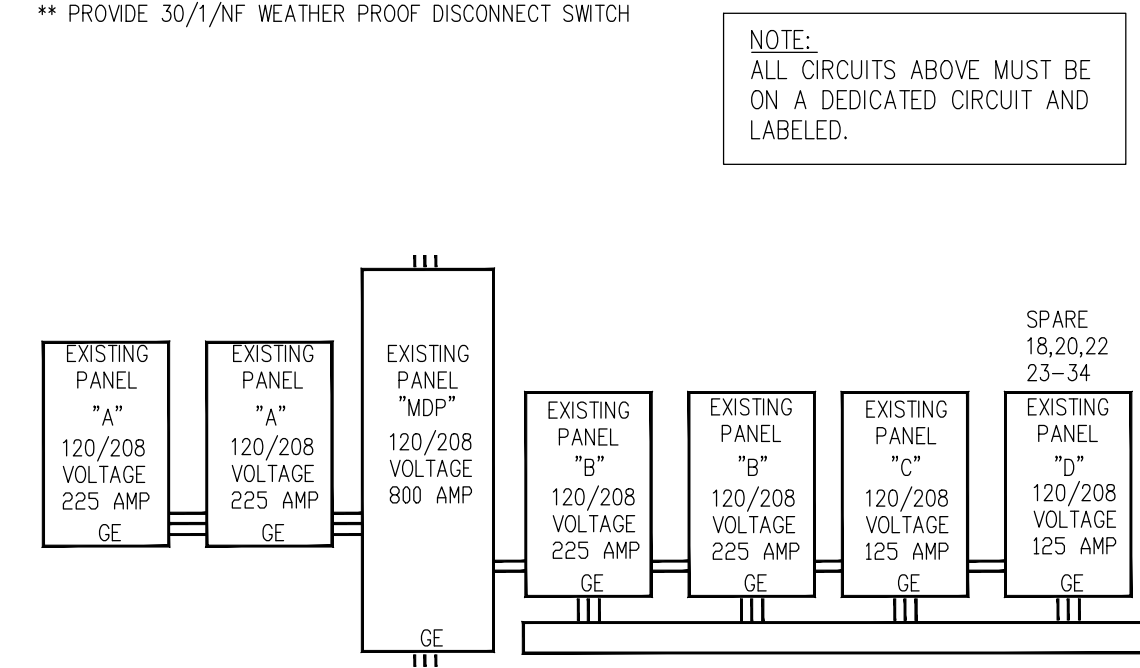 ** PROVIDE 30/1/NF WEATHER PROOF DISCONNECT SWITCH
NOTE:
ALL CIRCUITS ABOVE MUST BE
ON A DEDICATED CIRCUIT AND
LABELED.
EXISTING
PANEL
"A"
120/208
VOLTAGE
225 AMP
GE
EXISTING
PANEL
"A"
120/208
VOLTAGE
225 AMP
GE
EXISTING
PANEL
"MDP"
120/208
VOLTAGE
800 AMP
GE
EXISTING
PANEL
"B"
120/208
VOLTAGE
225 AMP
GE
EXISTING
PANEL
"B"
120/208
VOLTAGE
225 AMP
GE
EXISTING
PANEL
"C"
120/208
VOLTAGE
125 AMP
GE
SPARE
18,20,22
23-34
EXISTING
PANEL
"D"
120/208
VOLTAGE
125 AMP
GE